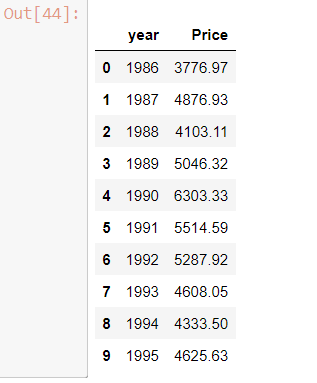 Out[44]:
year Price
0 1986 3776.97
1 1987 4876.93
2 1988 4103.11
3 1989 5046.32
4 1990 6303.33
5 1991 5514.59
6 1992 5287.92
7 1993 4608.05
8 1994 4333.50
9 1995 4625.63